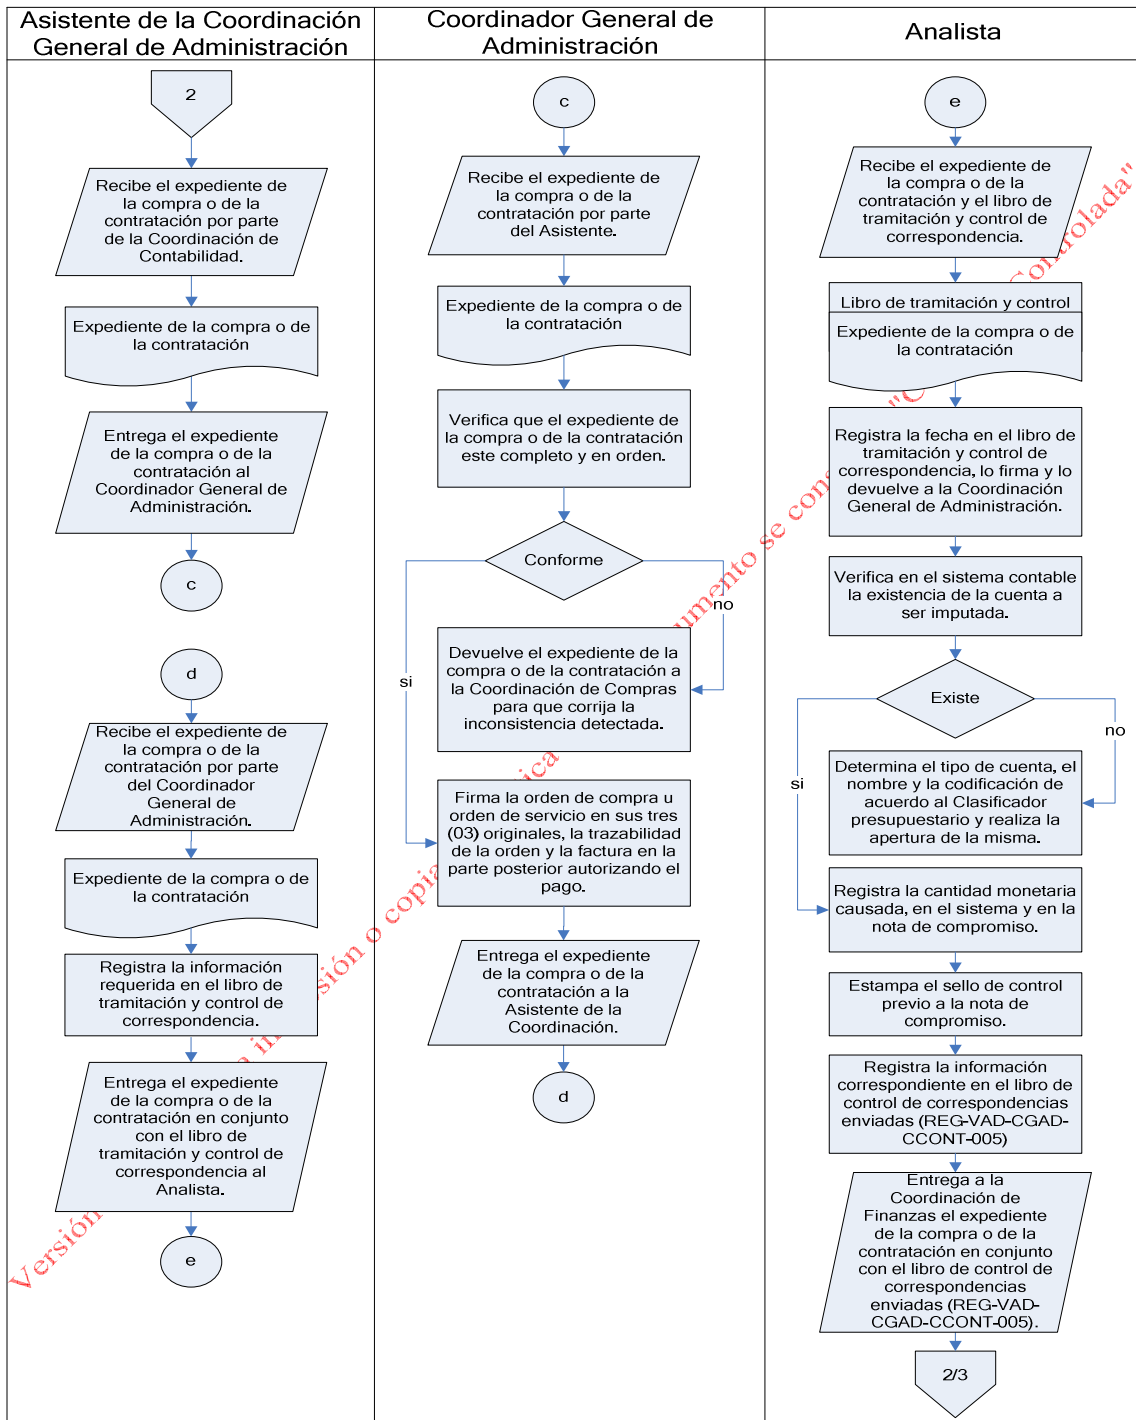 Asistente de la Coordinación
General de Administración
2
Recibe el expediente de
la compra o de la
contratación por parte
de la Coordinación de
Contabilidad.
Expediente de la compra o de
la contratación
Entrega el expediente
de la compra o de la
contratación al
Coordinador General de
Administración.
c
d
Recibe el expediente de
la compra o de la
contratación por parte
del Coordinador
General de
Administración.
Expediente de la compra o de
la contratación
Registra la información
requerida en el libro de
tramitación y control de
correspondencia.
Entrega el expediente
de la compra o de la
contratación en conjunto
con el libro de
tramitación y control de
correspondencia al
Analista.
e
Coordinador General de
Administración
c
Recibe el expediente de
la compra o de la
contratación por parte
del Asistente.
Expediente de la compra o de
la contratación
Verifica que el expediente de
la compra o de la contratación
este completo y en orden.
Conforme
no
si
Devuelve el expediente de la
compra o de la contratación a
la Coordinación de Compras
para que corrija la
inconsistencia detectada.
Firma la orden de compra u
orden de servicio en sus tres
(03) originales, la trazabilidad
de la orden y la factura en la
parte posterior autorizando el
pago.
Entrega el expediente
de la compra o de la
contratación a la
Asistente de la
Coordinación.
d
Analista
e
Recibe el expediente de
la compra o de la
contratación y el libro de
tramitación y control de
correspondencia.
Libro de tramitación y control
Expediente de la compra o de
la contratación
Registra la fecha en el libro de
tramitación y control de
correspondencia, lo firma y lo
devuelve a la Coordinación
General de Administración.
Verifica en el sistema contable
la existencia de la cuenta a
ser imputada.
Existe
no
si
Determina el tipo de cuenta, el
nombre y la codificación de
acuerdo al Clasificador
presupuestario y realiza la
apertura de la misma.
Registra la cantidad monetaria
causada, en el sistema y en la
nota de compromiso.
Estampa el sello de control
previo a la nota de
compromiso.
Registra la información
correspondiente en el libro de
control de correspondencias
enviadas (REG-VAD-CGAD-
CCONT-005)
Entrega a la
Coordinación de
Finanzas el expediente
de la compra o de la
contratación en conjunto
con el libro de control de
correspondencias
enviadas (REG-VAD-
CGAD-CCONT-005).
2/3
Versión o copia se